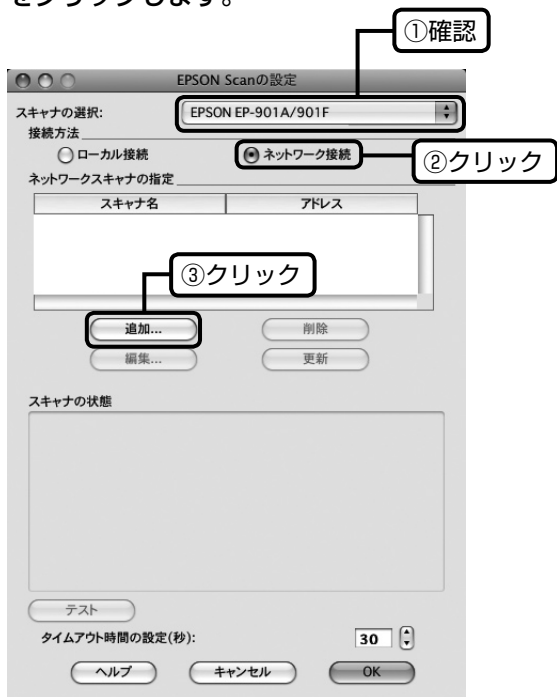 をクリックします。
①確認
EPSON Scanの設定
スキャナの選択: EPSON EP-901A/901F
接続方法
ローカル接続 ネットワーク接続
②クリック
ネットワークスキャナの指定
スキャナ名 アドレス
③クリック
追加... 削除
編集... 更新
スキャナの状態
テスト
タイムアウト時間の設定(秒): 30
ヘルプ キャンセル OK